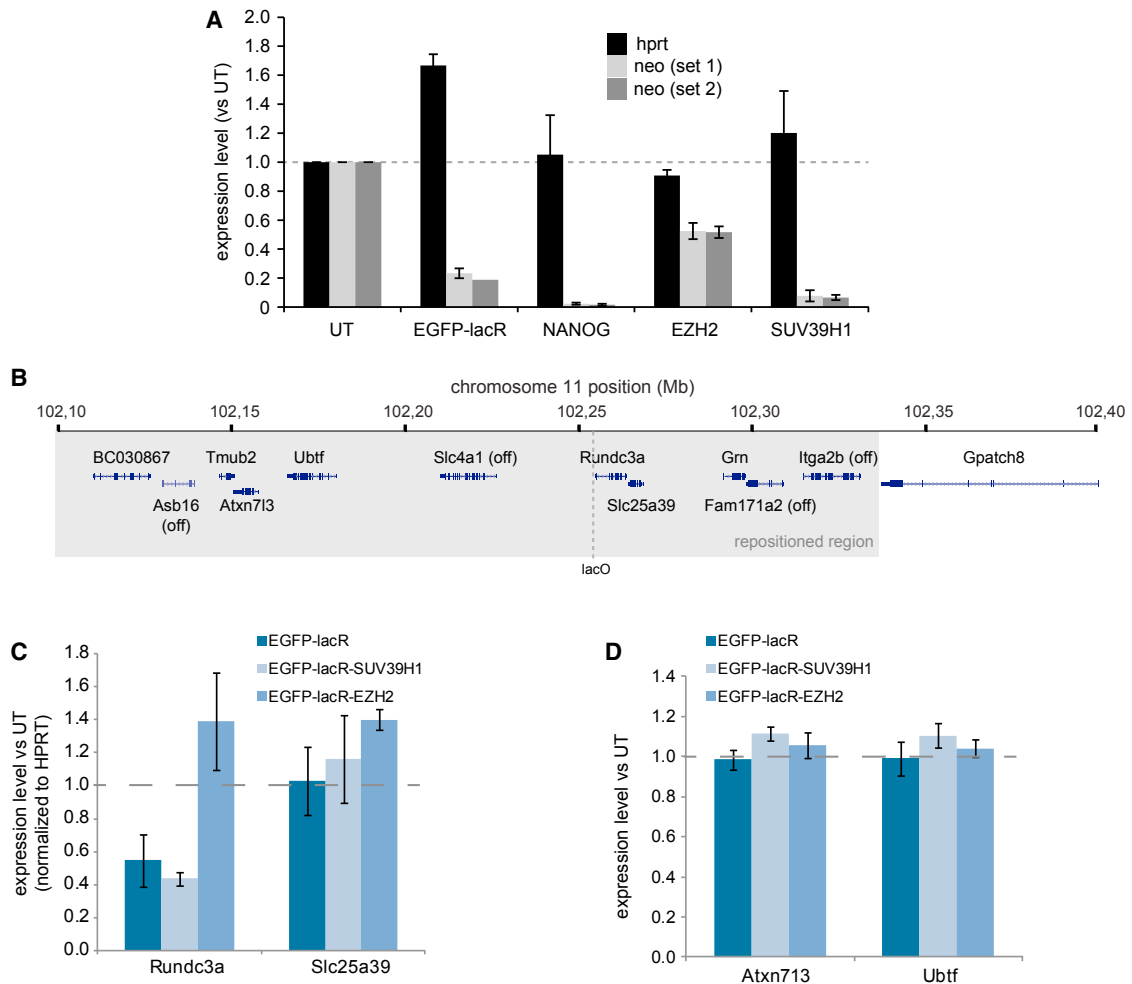 A
2.0
1.8
1.6
1.4
1.2
1.0
0.8
0.6
0.4
0.2
0
expression level (vs UT)
hprt
neo (set 1)
neo (set 2)
UT EGFP-lacR NANOG EZH2 SUV39H1
B
chromosome 11 position (Mb)
102,10 102,15 102,20 102,25 102,30 102,35 102,40
BC030867 Tmub2 Ubtf Slc4a1 (off) Rundc3a Grn Itga2b (off) Gpatch8
Asb16 Atxn7l3 Slc25a39 Fam171a2 (off)
(off)
repositioned region
lacO
C
EGFP-lacR
EGFP-lacR-SUV39H1
EGFP-lacR-EZH2
1.8
1.6
1.4
1.2
1.0
0.8
0.6
0.4
0.2
0.0
expression level vs UT
(normalized to HPRT)
Rundc3a Slc25a39
D
EGFP-lacR
EGFP-lacR-SUV39H1
EGFP-lacR-EZH2
1.4
1.2
1.0
0.8
0.6
0.4
0.2
0.0
expression level vs UT
Atxn713 Ubtf